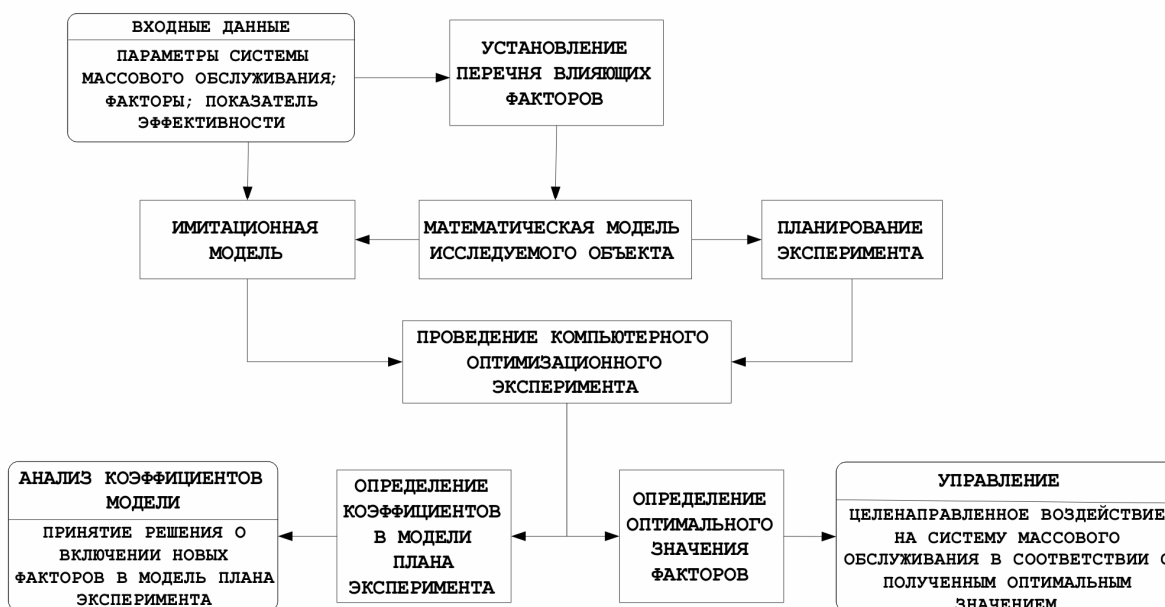 ВХОДНЫЕ ДАННЫЕ
ПАРАМЕТРЫ СИСТЕМЫ
МАССОВОГО ОБСЛУЖИВАНИЯ;
ФАКТОРЫ; ПОКАЗАТЕЛЬ
ЭФФЕКТИВНОСТИ
УСТАНОВЛЕНИЕ
ПЕРЕЧНЯ ВЛИЯЮЩИХ
ФАКТОРОВ
ИМИТАЦИОННАЯ
МОДЕЛЬ
МАТЕМАТИЧЕСКАЯ МОДЕЛЬ
ИССЛЕДУЕМОГО ОБЪЕКТА
ПЛАНИРОВАНИЕ
ЭКСПЕРИМЕНТА
ПРОВЕДЕНИЕ КОМПЬЮТЕРНОГО
ОПТИМИЗАЦИОННОГО
ЭКСПЕРИМЕНТА
АНАЛИЗ КОЭФФИЦИЕНТОВ
МОДЕЛИ
ПРИНЯТИЕ РЕШЕНИЯ О
ВКЛЮЧЕНИИ НОВЫХ
ФАКТОРОВ В МОДЕЛЬ ПЛАНА
ЭКСПЕРИМЕНТА
ОПРЕДЕЛЕНИЕ
КОЭФФИЦИЕНТОВ
В МОДЕЛИ
ПЛАНА
ЭКСПЕРИМЕНТА
ОПРЕДЕЛЕНИЕ
ОПТИМАЛЬНОГО
ЗНАЧЕНИЯ
ФАКТОРОВ
УПРАВЛЕНИЕ
ЦЕЛЕНАПРАВЛЕННОЕ ВОЗДЕЙСТВИЕ
НА СИСТЕМУ МАССОВОГО
ОБСЛУЖИВАНИЯ В СООТВЕТСТВИИ С
ПОЛУЧЕННЫМ ОПТИМАЛЬНЫМ
ЗНАЧЕНИЕМ